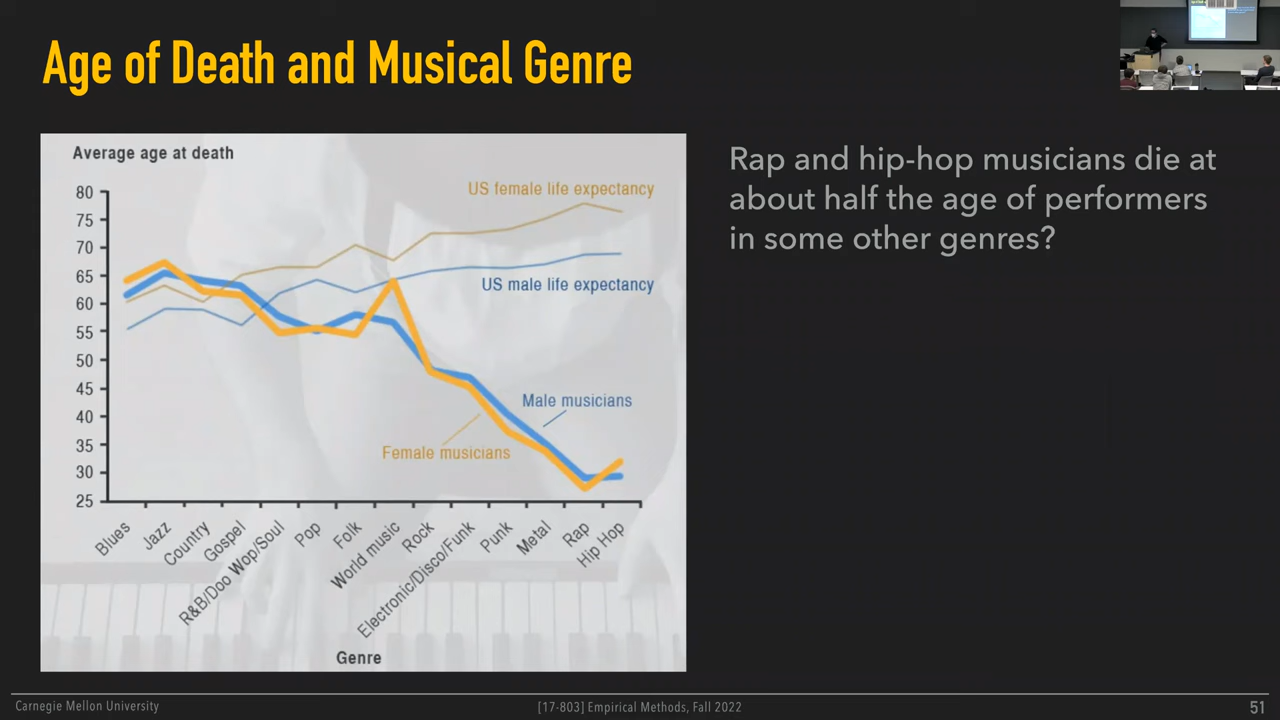 Age of Death and Musical Genre
Average age at death
80
75
70
65
60
55
50
45
40
35
30
25
US female life expectancy
US male life expectancy
Male musicians
Female musicians
Blues
Jazz
Country
Gospel
R&B/Doo Wop/Soul
Pop
Folk
World music
Rock
Electronic/Disco/Funk
Punk
Metal
Rap
Hip Hop
Genre
Rap and hip-hop musicians die at
about half the age of performers
in some other genres?
Carnegie Mellon University
[17-803] Empirical Methods, Fall 2022
51